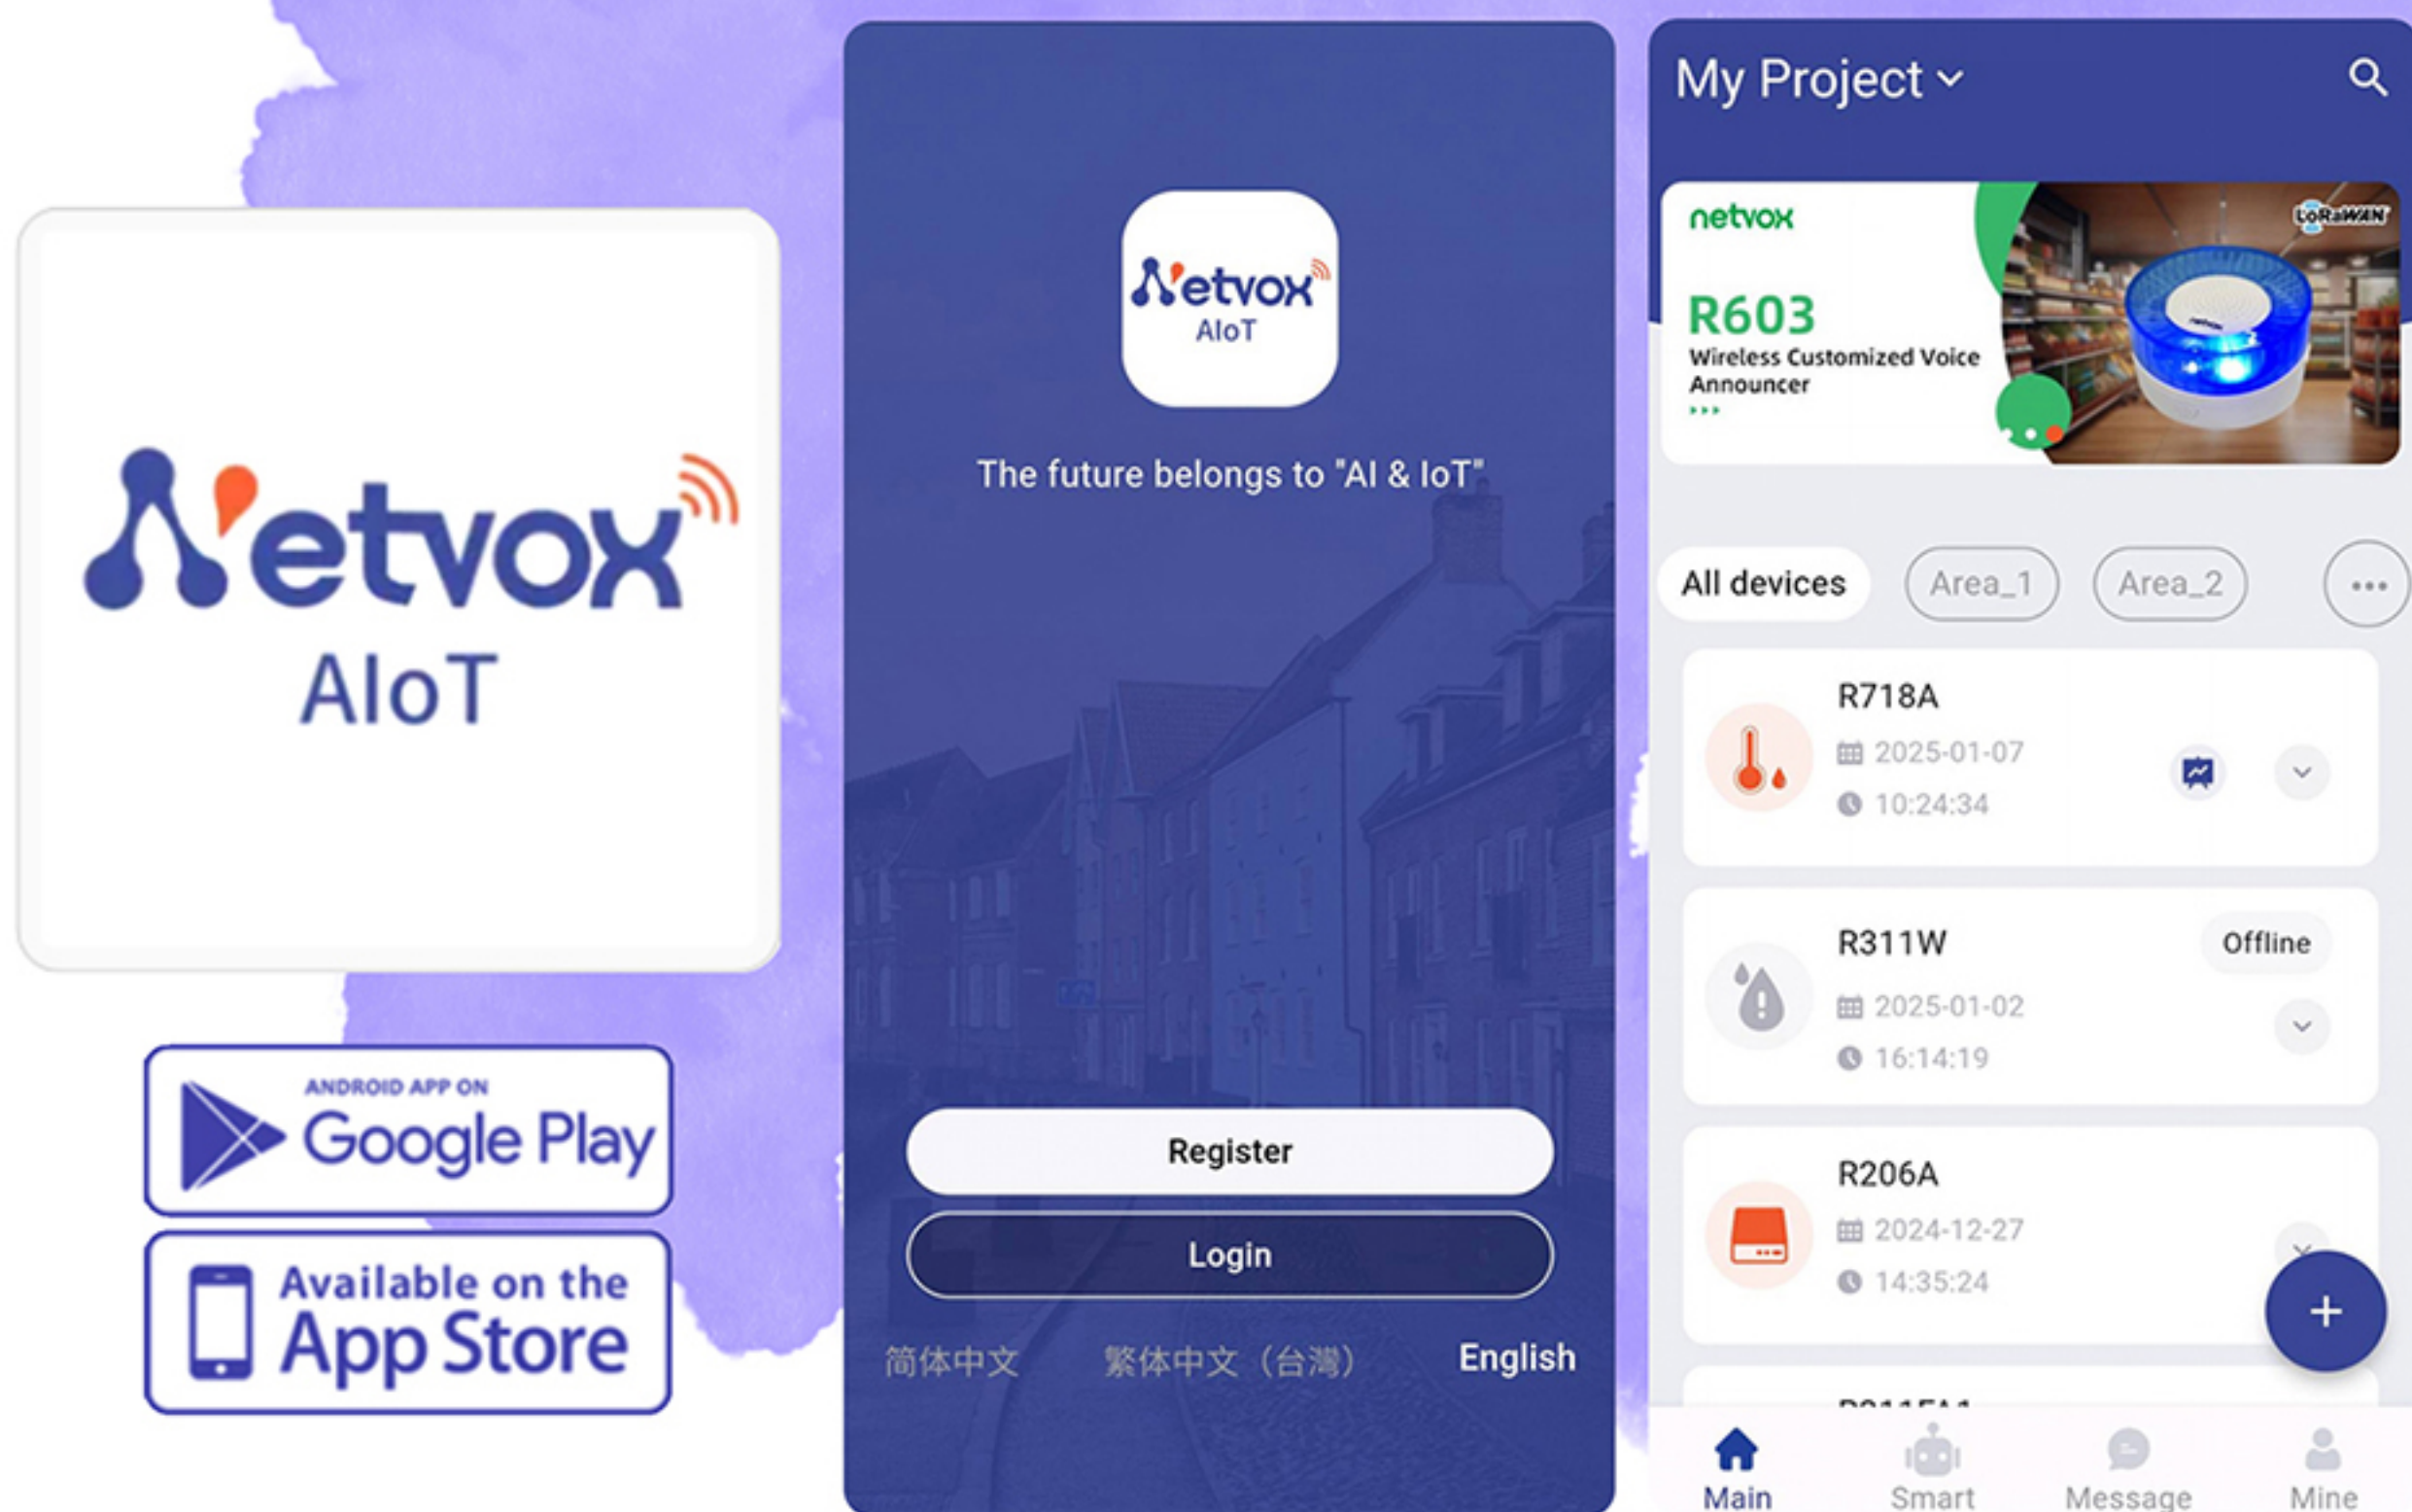 Netvox
AIoT
ANDROID APP ON
Google Play
Available on the
App Store
Netvox
AIoT
The future belongs to "AI & IoT"
Register
Login
简体中文
繁体中文（台灣）
English
My Project
netvox
LoRaWAN
R603
Wireless Customized Voice
Announcer
netvox
All devices
Area_1
Area_2
R718A
2025-01-07
10:24:34
R311W
Offline
2025-01-02
16:14:19
R206A
2024-12-27
14:35:24
Main
Smart
Message
Mine